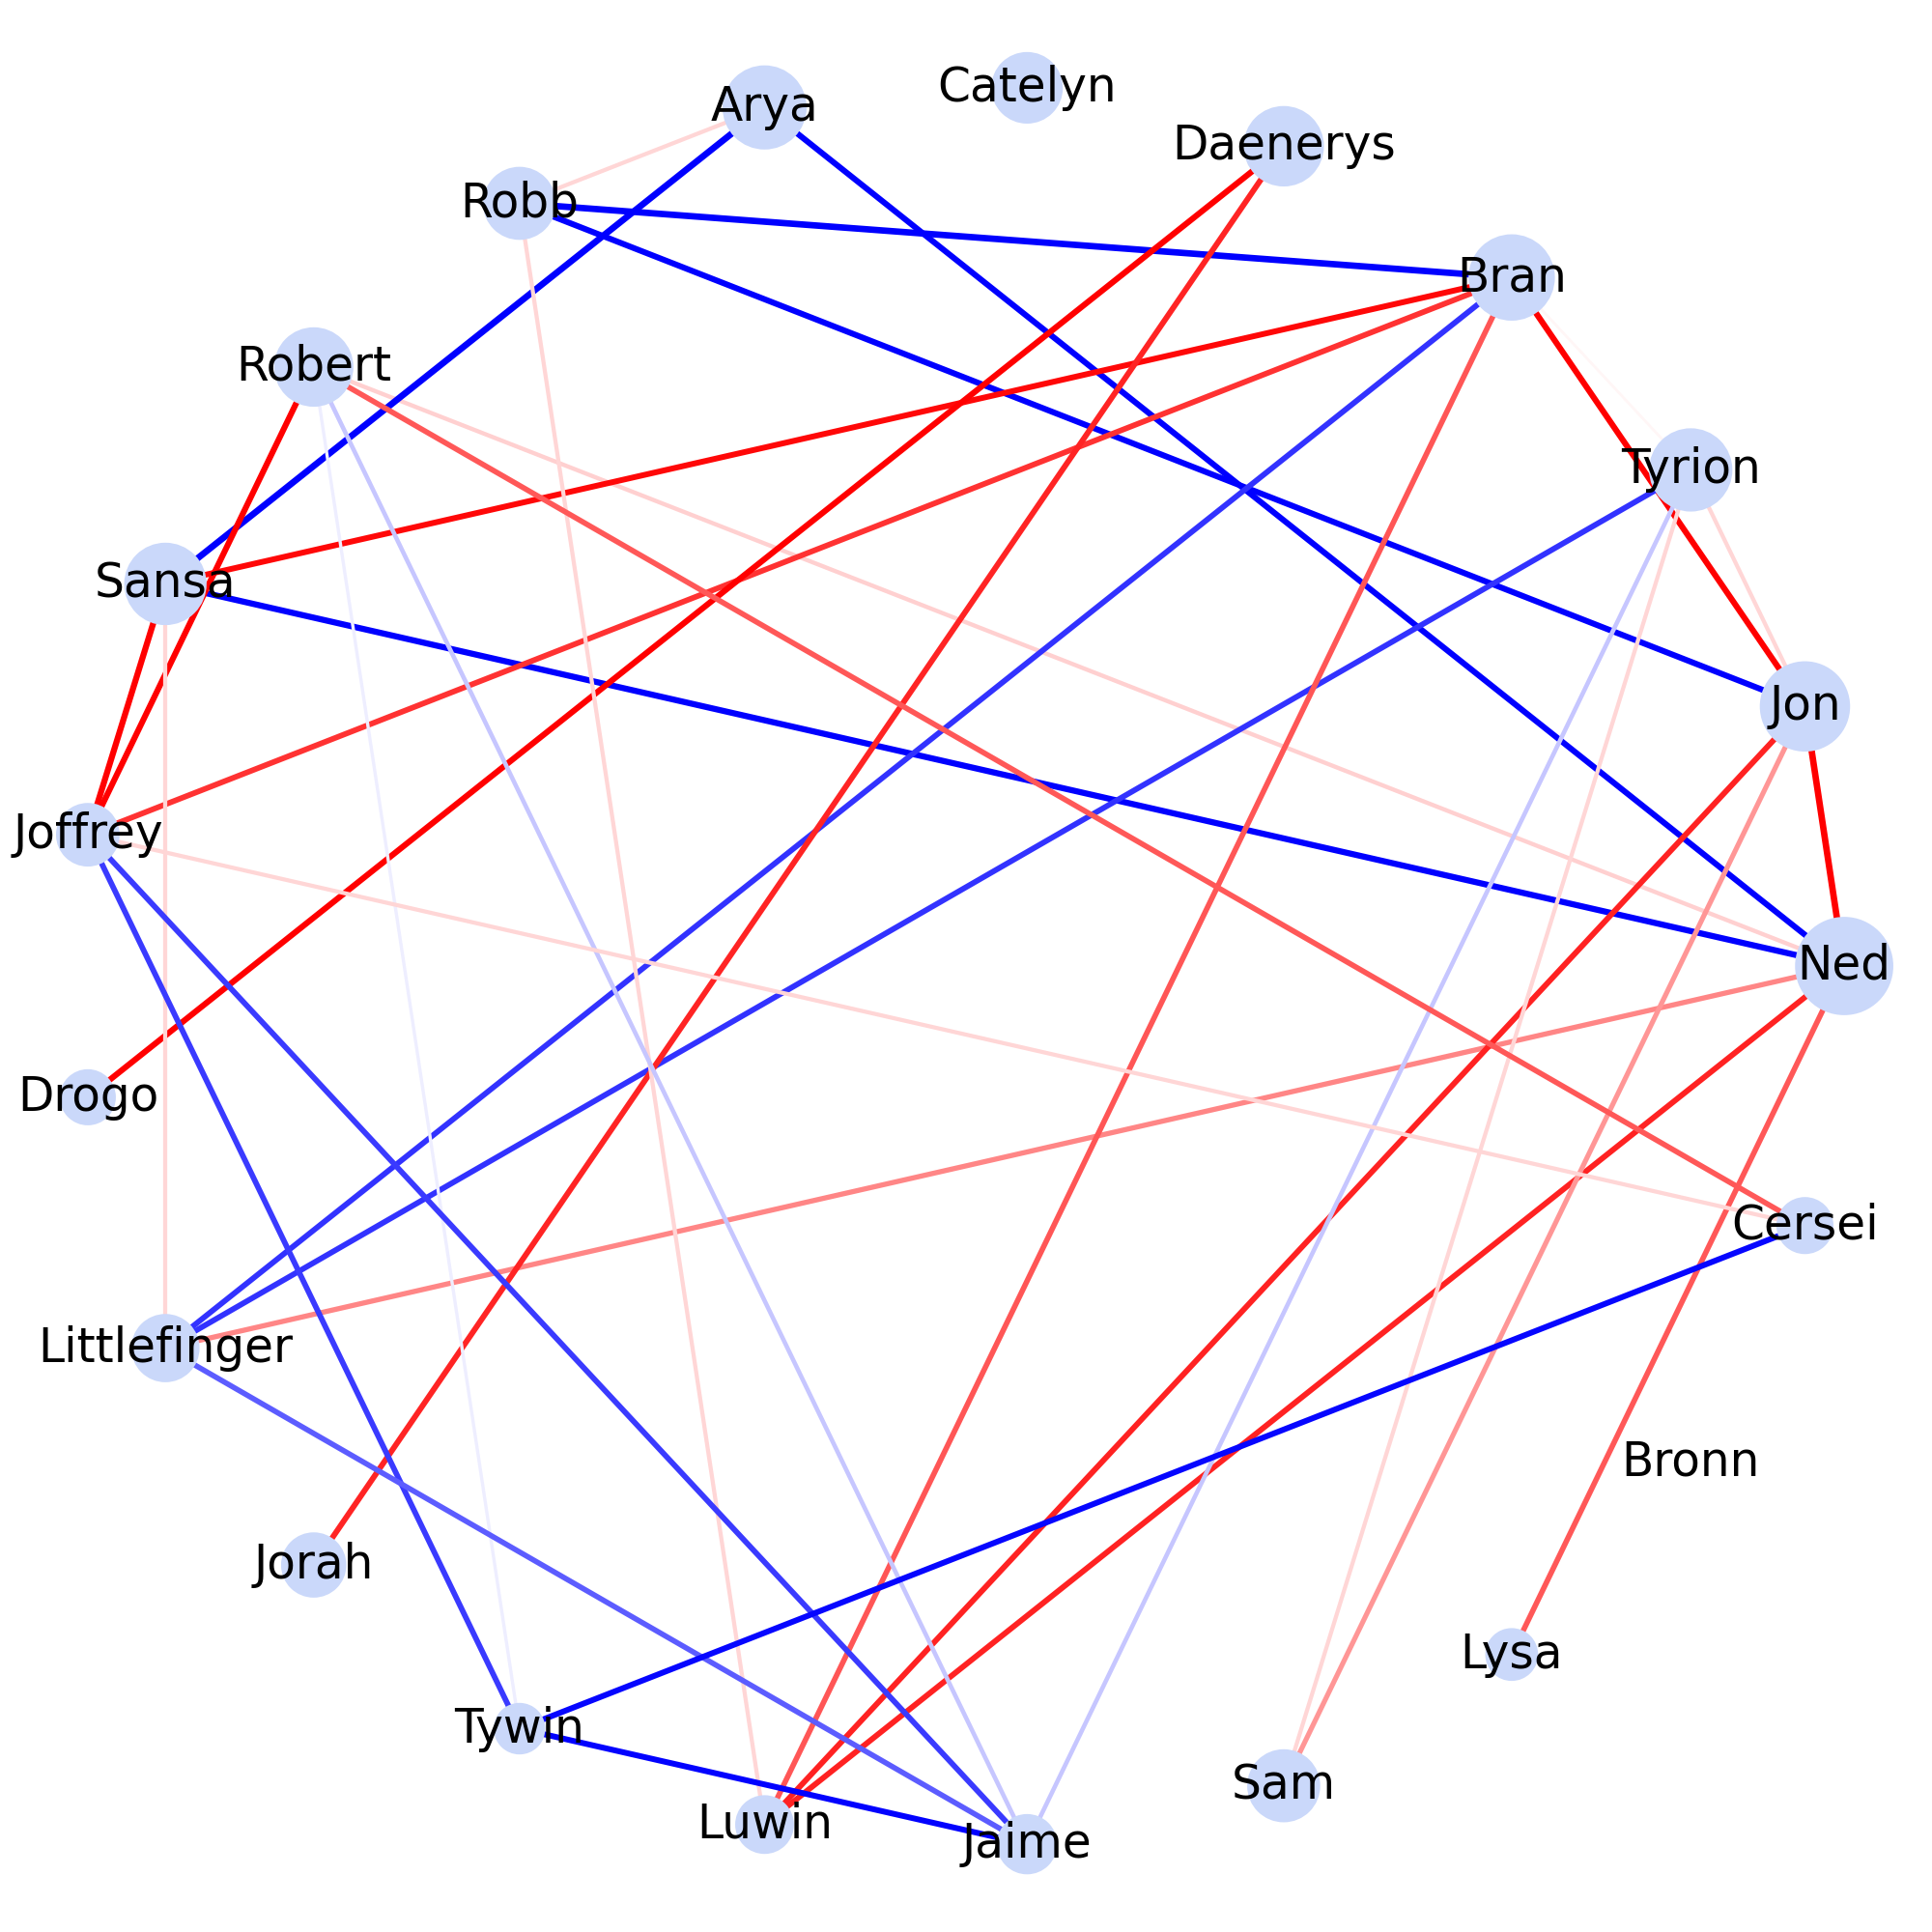 Catelyn
Arya
Daenerys
Robb
Bran
Robert
Tyrion
Sansa
Jon
Joffrey
Ned
Drogo
Cersei
Littlefinger
Bronn
Jorah
Lysa
Tywin
Sam
Luwin
Jaime